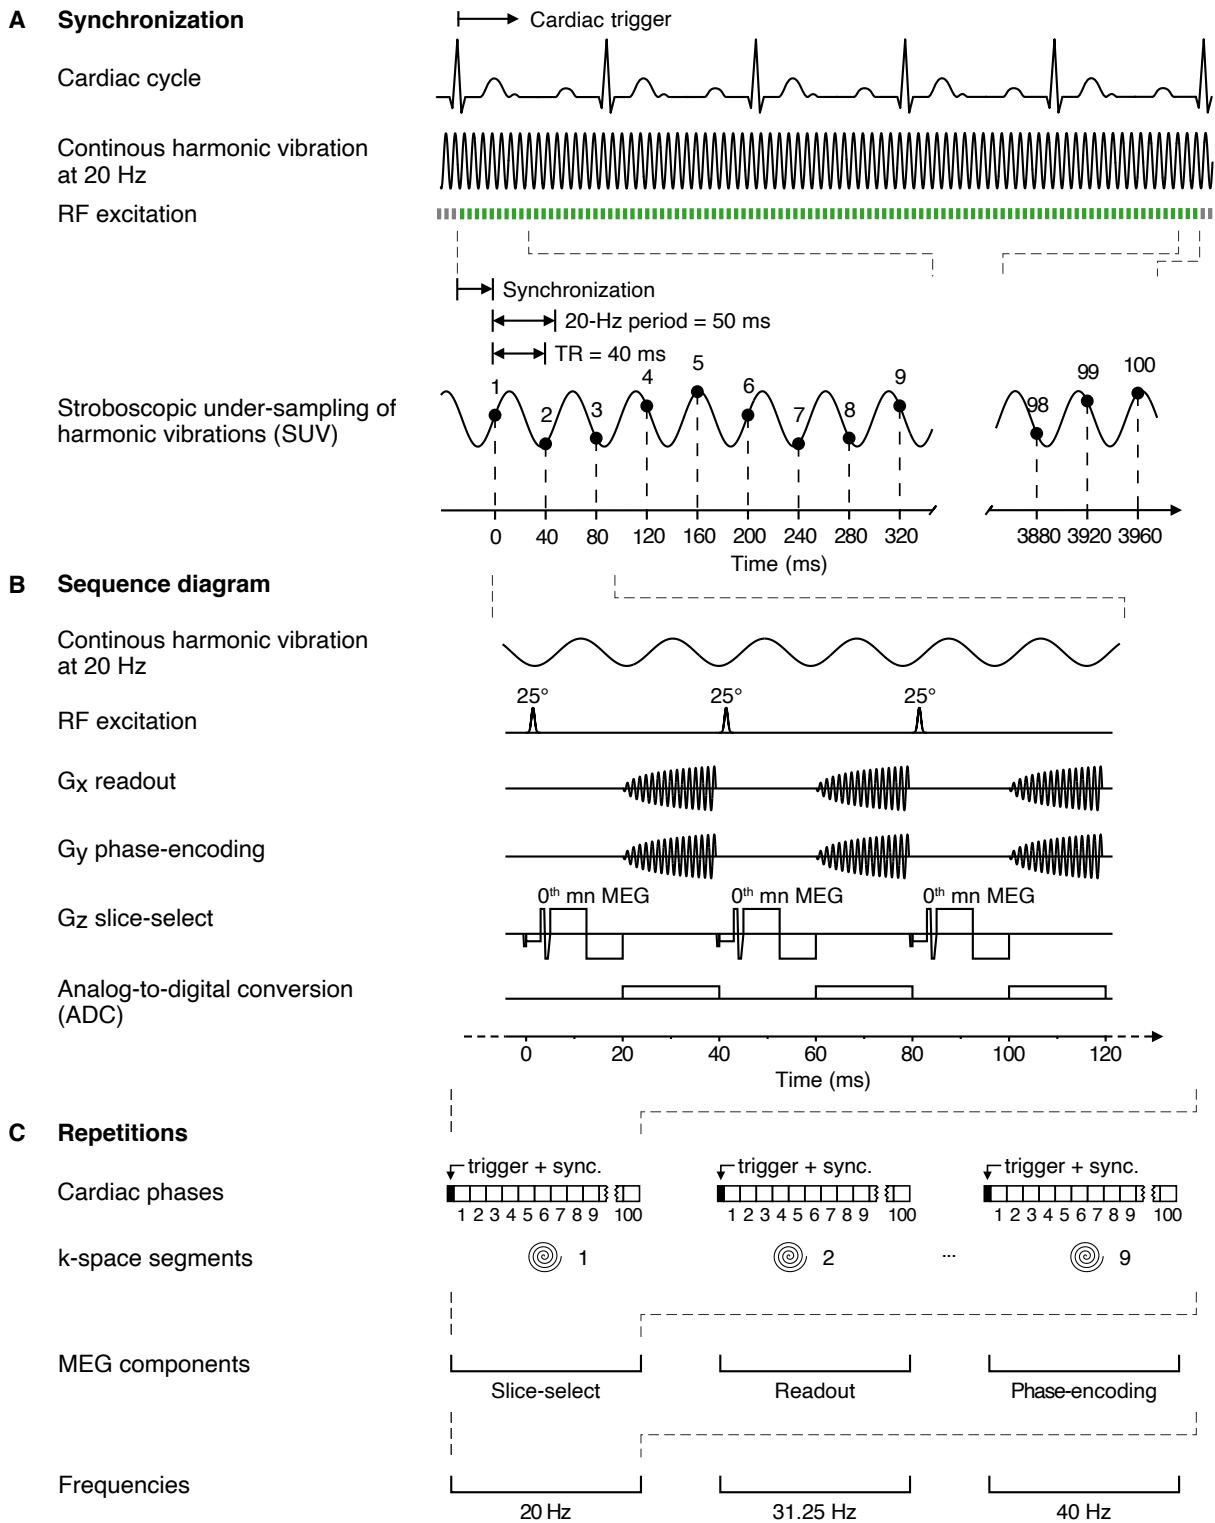 A Synchronization
Cardiac trigger
Cardiac cycle
Continous harmonic vibration
at 20 Hz
RF excitation
Synchronization
20-Hz period = 50 ms
TR = 40 ms
Stroboscopic under-sampling of
harmonic vibrations (SUV)
1 2 3 4 5 6 7 8 9 98 99 100
0 40 80 120 160 200 240 280 320 3880 3920 3960
Time (ms)
B Sequence diagram
Continous harmonic vibration
at 20 Hz
RF excitation
25° 25° 25°
Gx readout
Gy phase-encoding
Gz slice-select
0th mn MEG 0th mn MEG 0th mn MEG
Analog-to-digital conversion
(ADC)
0 20 40 60 80 100 120
Time (ms)
C Repetitions
trigger + sync. trigger + sync. trigger + sync.
Cardiac phases
1 2 3 4 5 6 7 8 9 100 1 2 3 4 5 6 7 8 9 100 1 2 3 4 5 6 7 8 9 100
k-space segments 1 2 ... 9
MEG components
Slice-select Readout Phase-encoding
Frequencies
20 Hz 31.25 Hz 40 Hz